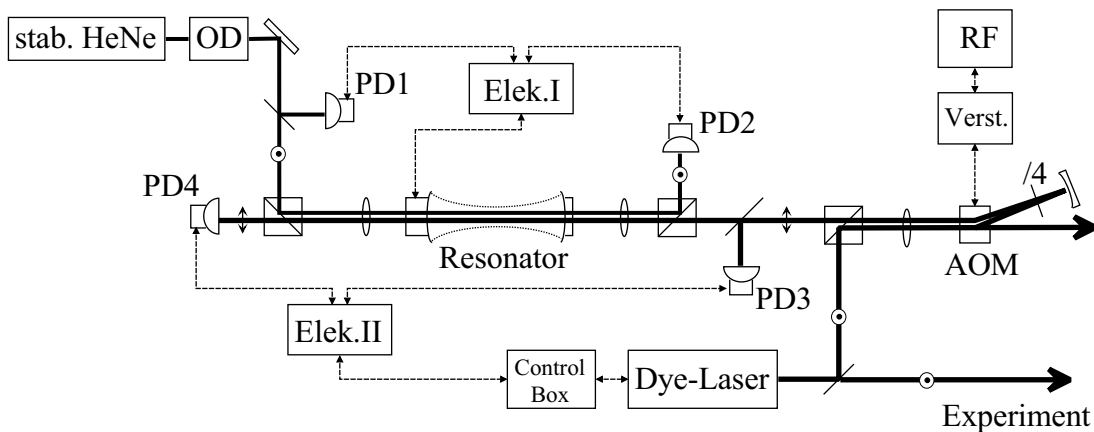 stab. HeNe
OD
RF
PD1
Elek.I
Verst.
PD2
/4
PD4
Resonator
AOM
PD3
Elek.II
Control
Box
Dye-Laser
Experiment